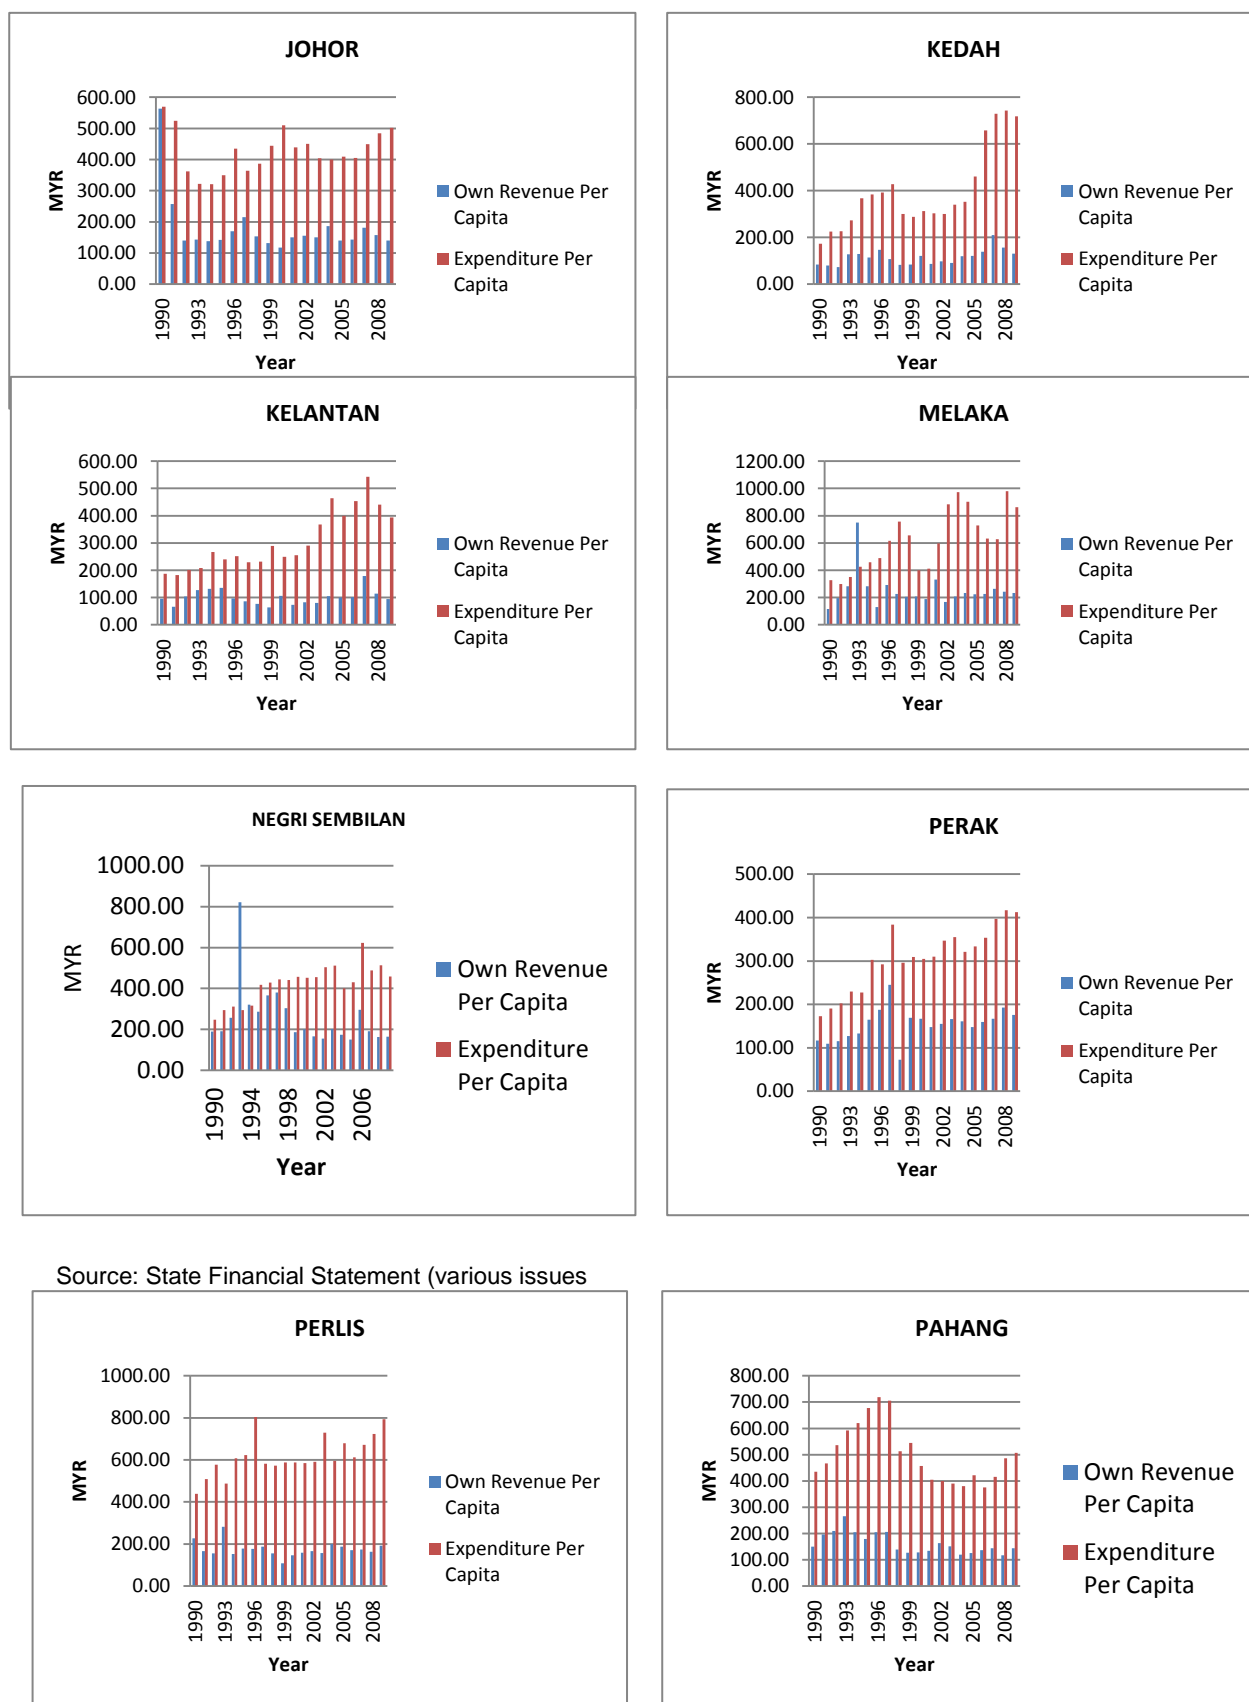 JOHOR
600.00
500.00
400.00
300.00
200.00
100.00
0.00
MYR
1990
1993
1996
1999
2002
2005
2008
Year
Own Revenue Per
Capita
Expenditure Per
Capita
KEDAH
800.00
600.00
400.00
200.00
0.00
MYR
1990
1993
1996
1999
2002
2005
2008
Year
Own Revenue Per
Capita
Expenditure Per
Capita
KELANTAN
600.00
500.00
400.00
300.00
200.00
100.00
0.00
MYR
1990
1993
1996
1999
2002
2005
2008
Year
Own Revenue Per
Capita
Expenditure Per
Capita
MELAKA
1200.00
1000.00
800.00
600.00
400.00
200.00
0.00
MYR
1990
1993
1996
1999
2002
2005
2008
Year
Own Revenue Per
Capita
Expenditure Per
Capita
NEGRI SEMBILAN
1000.00
800.00
600.00
400.00
200.00
0.00
MYR
1990
1994
1998
2002
2006
Year
Own Revenue
Per Capita
Expenditure
Per Capita
PERAK
500.00
400.00
300.00
200.00
100.00
0.00
MYR
1990
1993
1996
1999
2002
2005
2008
Year
Own Revenue Per
Capita
Expenditure Per
Capita
Source: State Financial Statement (various issues
PERLIS
1000.00
800.00
600.00
400.00
200.00
0.00
MYR
1990
1993
1996
1999
2002
2005
2008
Year
Own Revenue Per
Capita
Expenditure Per
Capita
PAHANG
800.00
700.00
600.00
500.00
400.00
300.00
200.00
100.00
0.00
MYR
1990
1993
1996
1999
2002
2005
2008
Year
Own Revenue
Per Capita
Expenditure
Per Capita